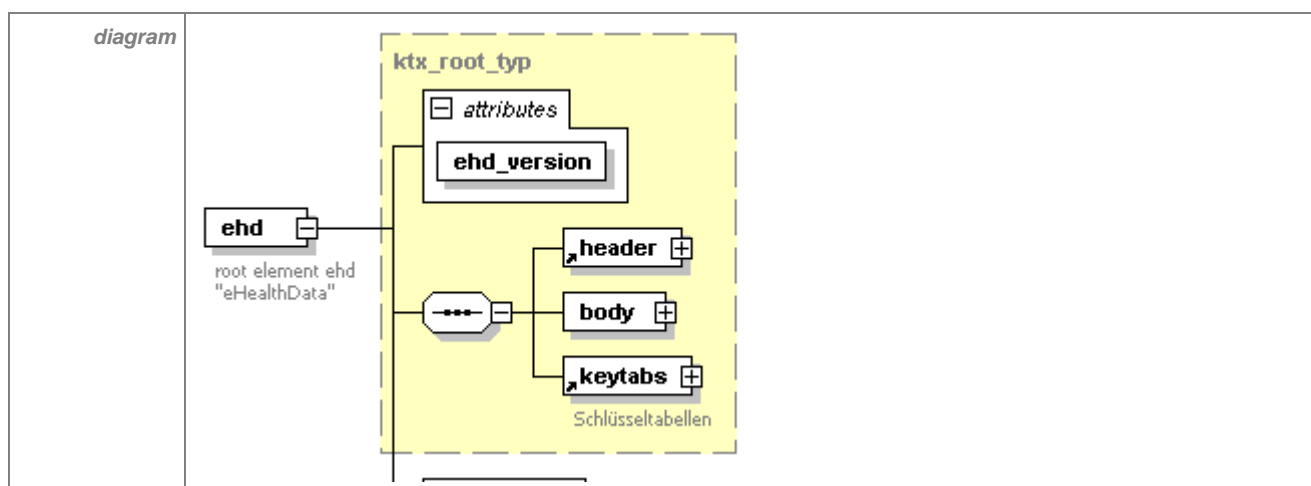 diagram
ktx_root_typ
attributes
ehd_version
ehd
root element ehd
"eHealthData"
header
body
keytabs
Schlüsseltabellen